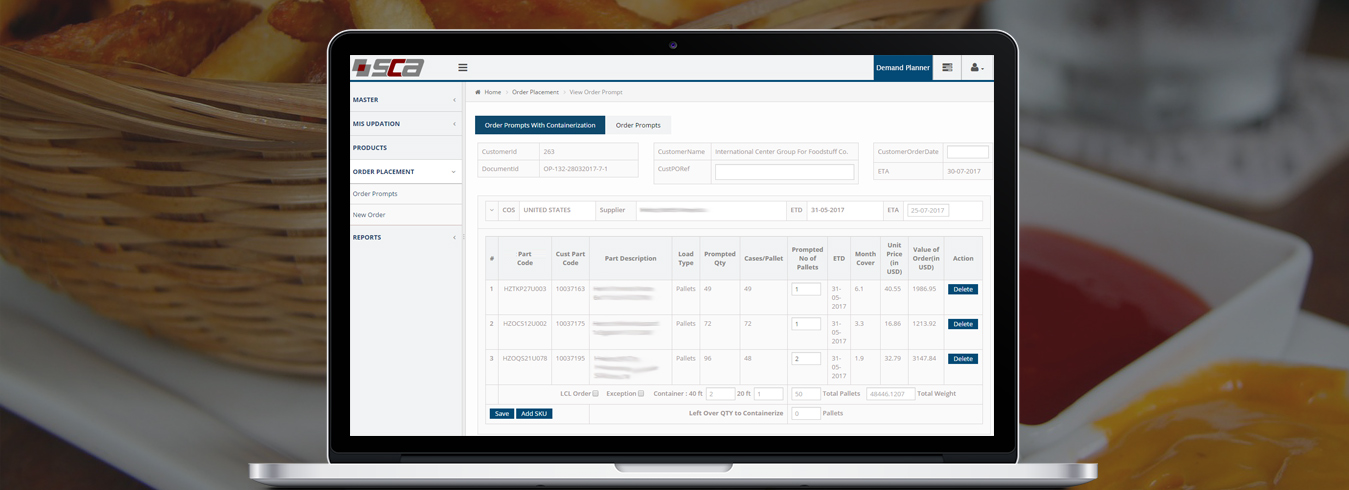 sca
Demand Planner
MASTER
MIS UPDATION
PRODUCTS
ORDER PLACEMENT
Order Prompts
New Order
REPORTS
Home Order Placement View Order Prompt
Order Prompts With Containerization Order Prompts
CustomerId 263 CustomerName International Center Group For Foodstuff Co. CustomerOrderDate
DocumentId OP-132-28032017-7-1 CustPORef ETA 30-07-2017
COS UNITED STATES Supplier ETD 31-05-2017 ETA 25-07-2017
# Part Code Cust Part Code Part Description Load Type Prompted Qty Cases/Pallet Prompted No of Pallets ETD Month Cover Unit Price (in USD) Value of Order(in USD) Action
1 HZTKP27U003 10037163 Pallets 49 49 1 31-05-2017 6.1 40.55 1986.95 Delete
2 HZOCS12U002 10037175 Pallets 72 72 1 31-05-2017 3.3 16.86 1213.92 Delete
3 HZOQS21U078 10037195 Pallets 96 48 2 31-05-2017 1.9 32.79 3147.84 Delete
LCL Order Exception Container : 40 ft 2 20 ft 1 50 Total Pallets 48446.1207 Total Weight
Save Add SKU Left Over QTY to Containerize 0 Pallets